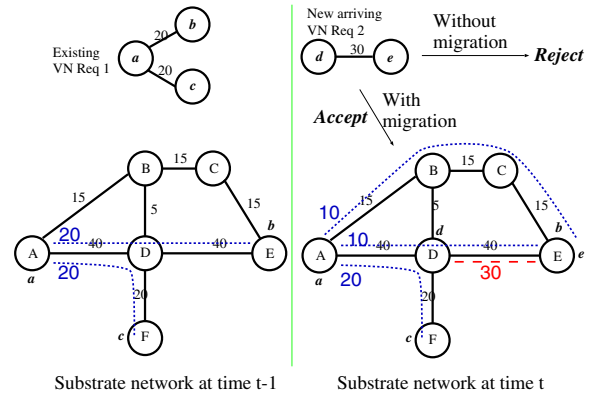 b
20
Existing
VN Req 1
a
20
c
New arriving
VN Req 2
d
30
e
Without
migration
Reject
Accept
With
migration
B
15
C
15
5
15
b
20
A
40
D
40
E
a
20
20
c
F
Substrate network at time t-1
B
15
C
10
15
5
15
d
b
10
A
40
D
40
E
e
a
20
30
20
c
F
Substrate network at time t